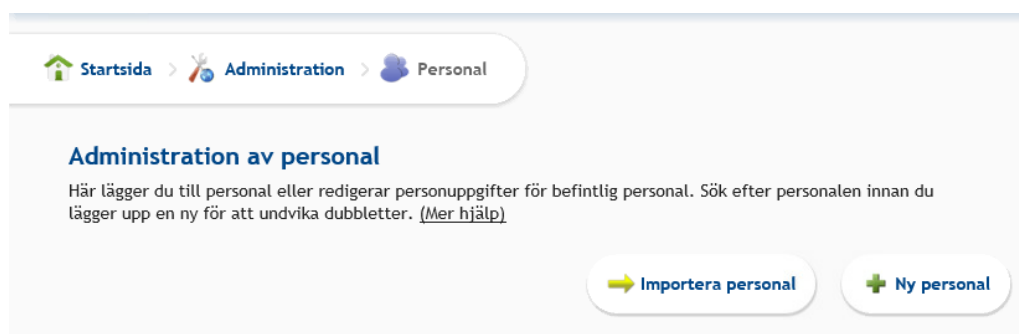 Startsida > Administration > Personal
Administration av personal
Här lägger du till personal eller redigerar personuppgifter för befintlig personal. Sök efter personalen innan du
lägger upp en ny för att undvika dubbletter. (Mer hjälp)
Importera personal
Ny personal